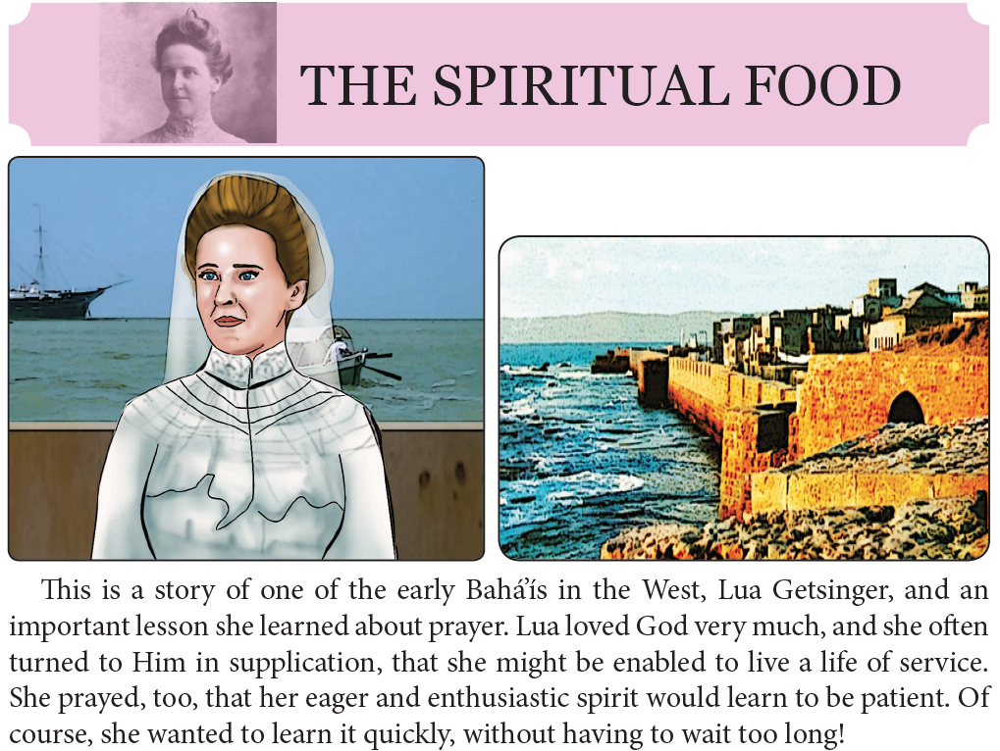 THE SPIRITUAL FOOD
This is a story of one of the early Bahá’ís in the West, Lua Getsinger, and an
important lesson she learned about prayer. Lua loved God very much, and she often
turned to Him in supplication, that she might be enabled to live a life of service.
She prayed, too, that her eager and enthusiastic spirit would learn to be patient. Of
course, she wanted to learn it quickly, without having to wait too long!